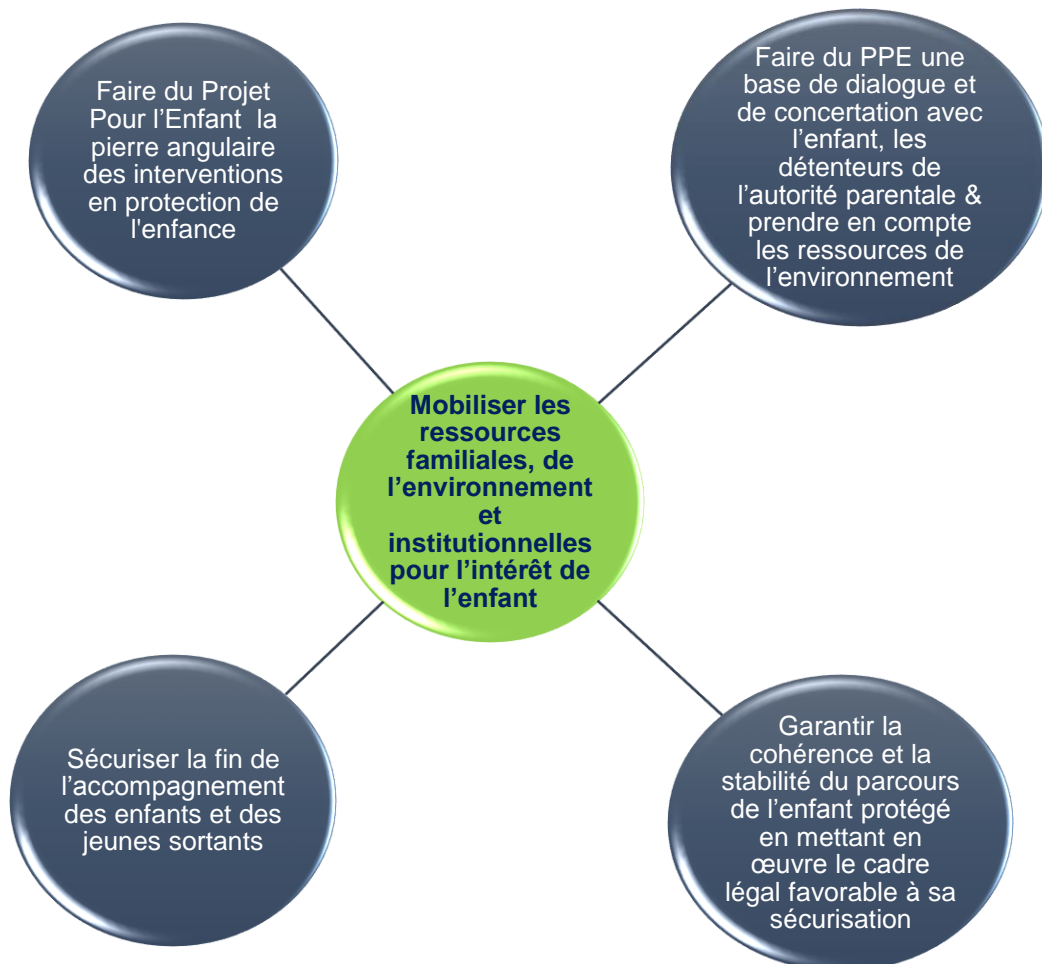 Faire du Projet
Pour l’Enfant la
pierre angulaire
des interventions
en protection de
l'enfance
Faire du PPE une
base de dialogue et
de concertation avec
l’enfant, les
détenteurs de
l’autorité parentale &
prendre en compte
les ressources de
l’environnement
Mobiliser les
ressources
familiales, de
l’environnement
et
institutionnelles
pour l’intérêt de
l’enfant
Sécuriser la fin de
l’accompagnement
des enfants et des
jeunes sortants
Garantir la
cohérence et la
stabilité du parcours
de l’enfant protégé
en mettant en
œuvre le cadre
légal favorable à sa
sécurisation